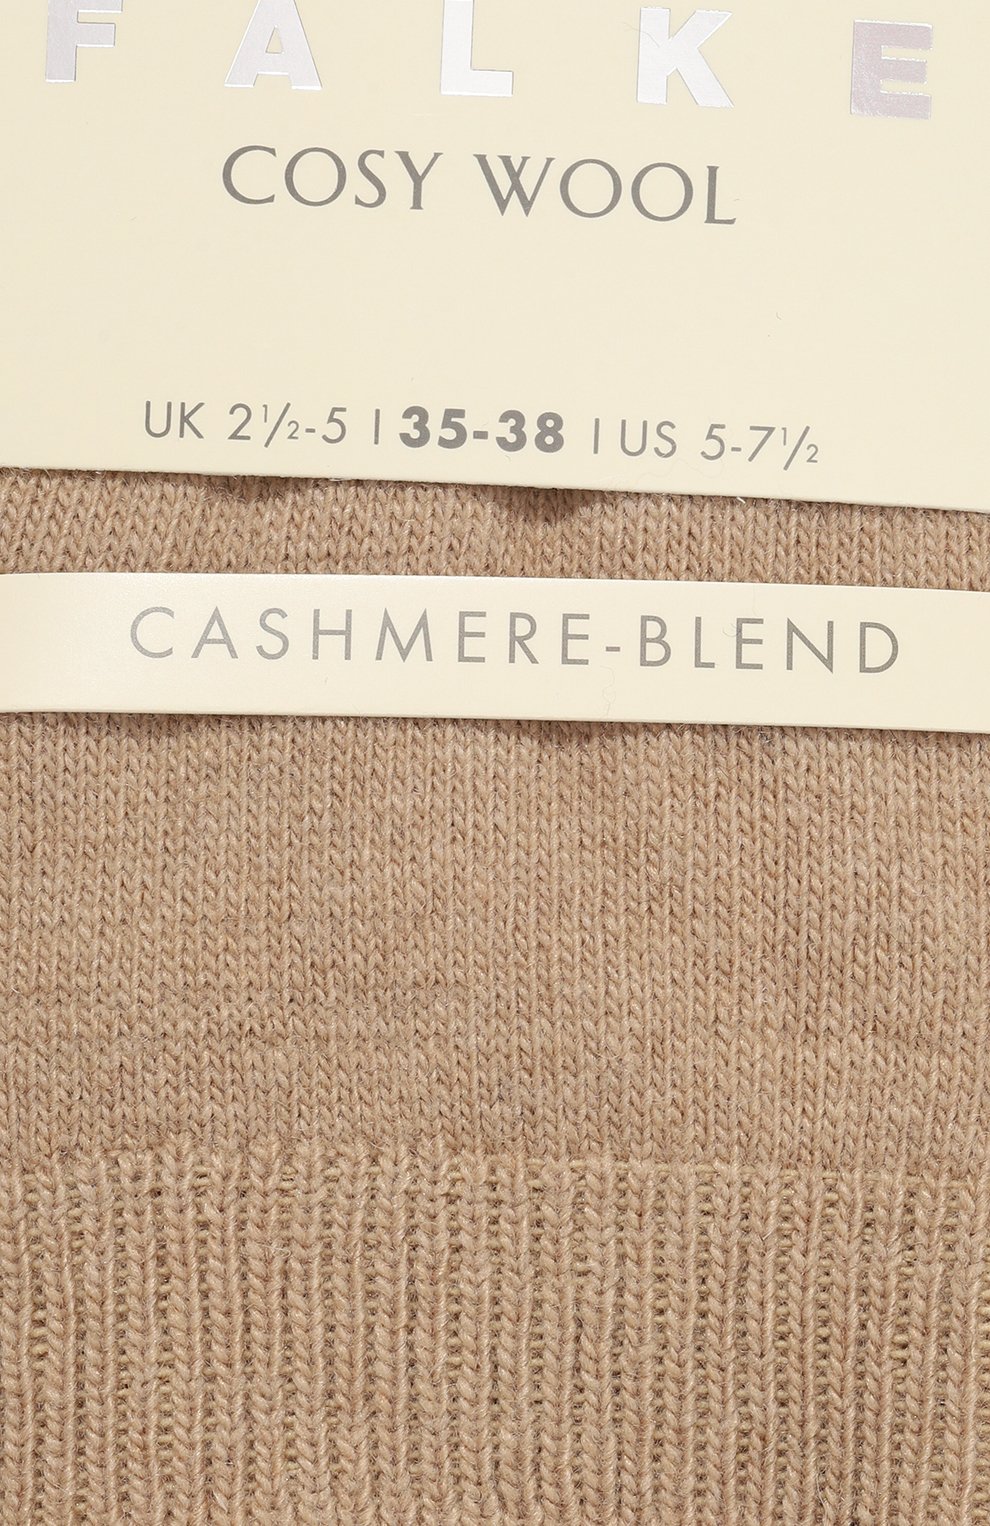 FALKE
COSY WOOL
UK 2½-5 | 35-38 | US 5-7½
CASHMERE-BLEND